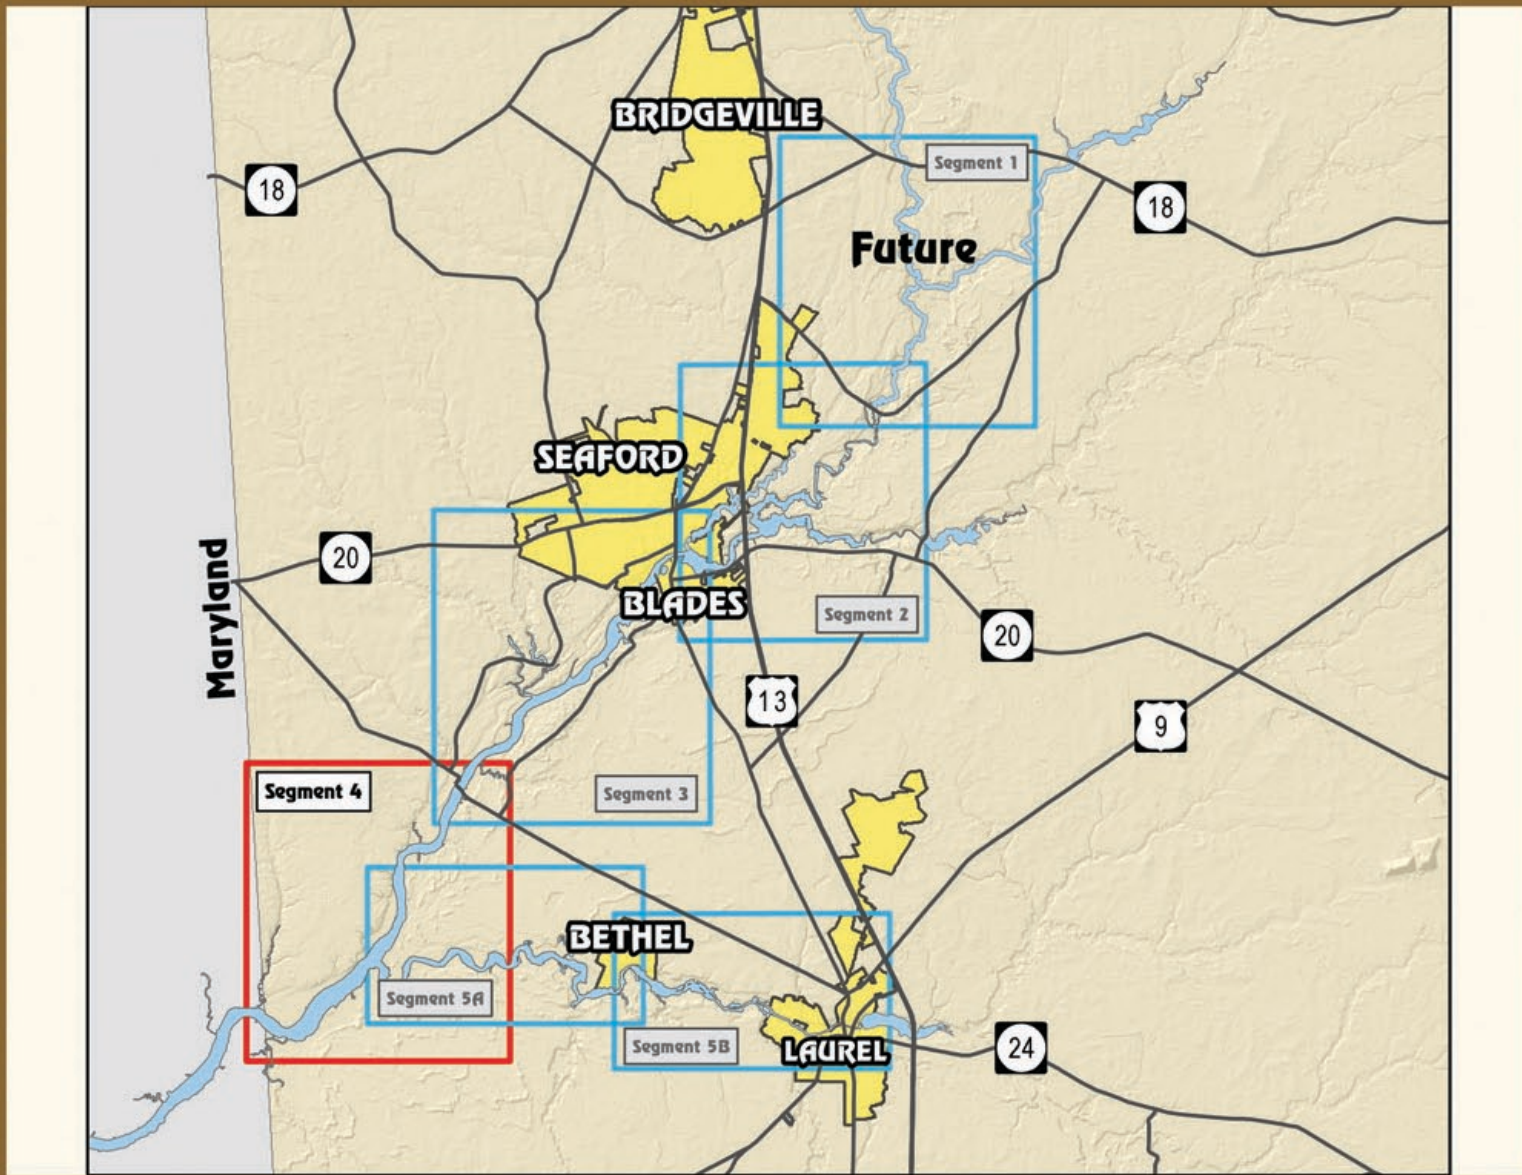 BRIDGEVILLE
Segment 1
18
18
Future
SEAFORD
20
Maryland
BLADES
Segment 2
20
13
9
Segment 4
Segment 3
BETHEL
Segment 5A
Segment 5B
LAUREL
24